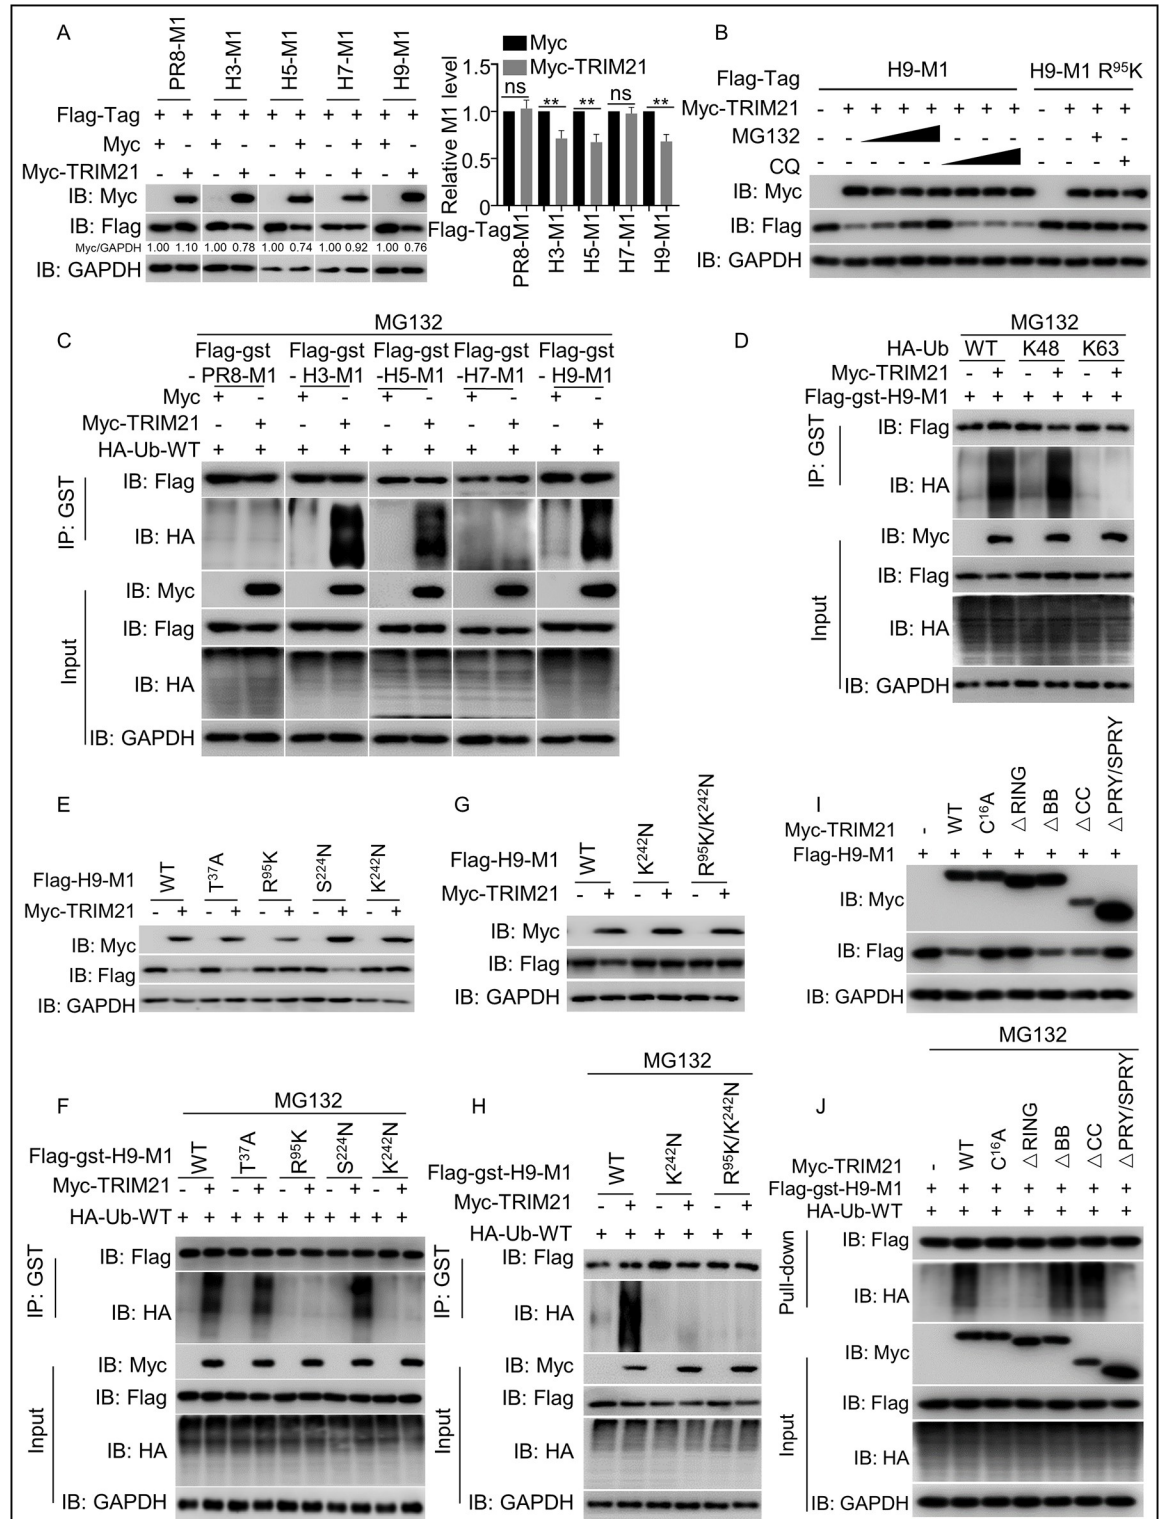 A
PR8-M1 H3-M1 H5-M1 H7-M1 H9-M1
Flag-Tag + + + + + + + + + +
Myc + - + - + - + - + -
Myc-TRIM21 - + - + - + - + - +
IB: Myc
IB: Flag
Myc/GAPDH 1.00 1.10 1.00 0.78 1.00 0.74 1.00 0.92 1.00 0.76
IB: GAPDH
Myc
Myc-TRIM21
Relative M1 level
1.5
1.0
0.5
0
ns ** ** ns **
Flag-Tag
PR8-M1 H3-M1 H5-M1 H7-M1 H9-M1
B
H9-M1 H9-M1 R95K
Flag-Tag
Myc-TRIM21 - + + + + + + + - + + +
MG132 - - - - - - - + -
CQ - - - - - - - - +
IB: Myc
IB: Flag
IB: GAPDH
C
MG132
Flag-gst Flag-gst Flag-gst Flag-gst Flag-gst
-PR8-M1 -H3-M1 -H5-M1 -H7-M1 -H9-M1
Myc + - + - + - + - + -
Myc-TRIM21 - + - + - + - + - +
HA-Ub-WT + + + + + + + + + +
IP: GST
IB: Flag
IB: HA
Input
IB: Myc
IB: Flag
IB: HA
IB: GAPDH
D
MG132
HA-Ub WT K48 K63
Myc-TRIM21 - + - + - +
Flag-gst-H9-M1 + + + + + +
IP: GST
IB: Flag
IB: HA
Input
IB: Myc
IB: Flag
IB: HA
IB: GAPDH
E
Flag-H9-M1 WT T37A R95K S224N K242N
Myc-TRIM21 - + - + - + - + - +
IB: Myc
IB: Flag
IB: GAPDH
G
Flag-H9-M1 WT K242N R95K/K242N
Myc-TRIM21 - + - + - +
IB: Myc
IB: Flag
IB: GAPDH
I
Myc-TRIM21 - WT C16A △RING △BB △CC △PRY/SPRY
Flag-H9-M1 + + + + + + +
IB: Myc
IB: Flag
IB: GAPDH
F
MG132
Flag-gst-H9-M1 WT T37A R95K S224N K242N
Myc-TRIM21 - + - + - + - + - +
HA-Ub-WT + + + + + + + + + +
IP: GST
IB: Flag
IB: HA
Input
IB: Myc
IB: Flag
IB: HA
IB: GAPDH
H
MG132
Flag-gst-H9-M1 WT K242N R95K/K242N
Myc-TRIM21 - + - + - +
HA-Ub-WT + + + + + +
IP: GST
IB: Flag
IB: HA
Input
IB: Myc
IB: Flag
IB: HA
IB: GAPDH
J
MG132
Myc-TRIM21 - WT C16A △RING △BB △CC △PRY/SPRY
Flag-gst-H9-M1 + + + + + + +
HA-Ub-WT + + + + + + +
Pull-down
IB: Flag
IB: HA
Input
IB: Myc
IB: Flag
IB: HA
IB: GAPDH